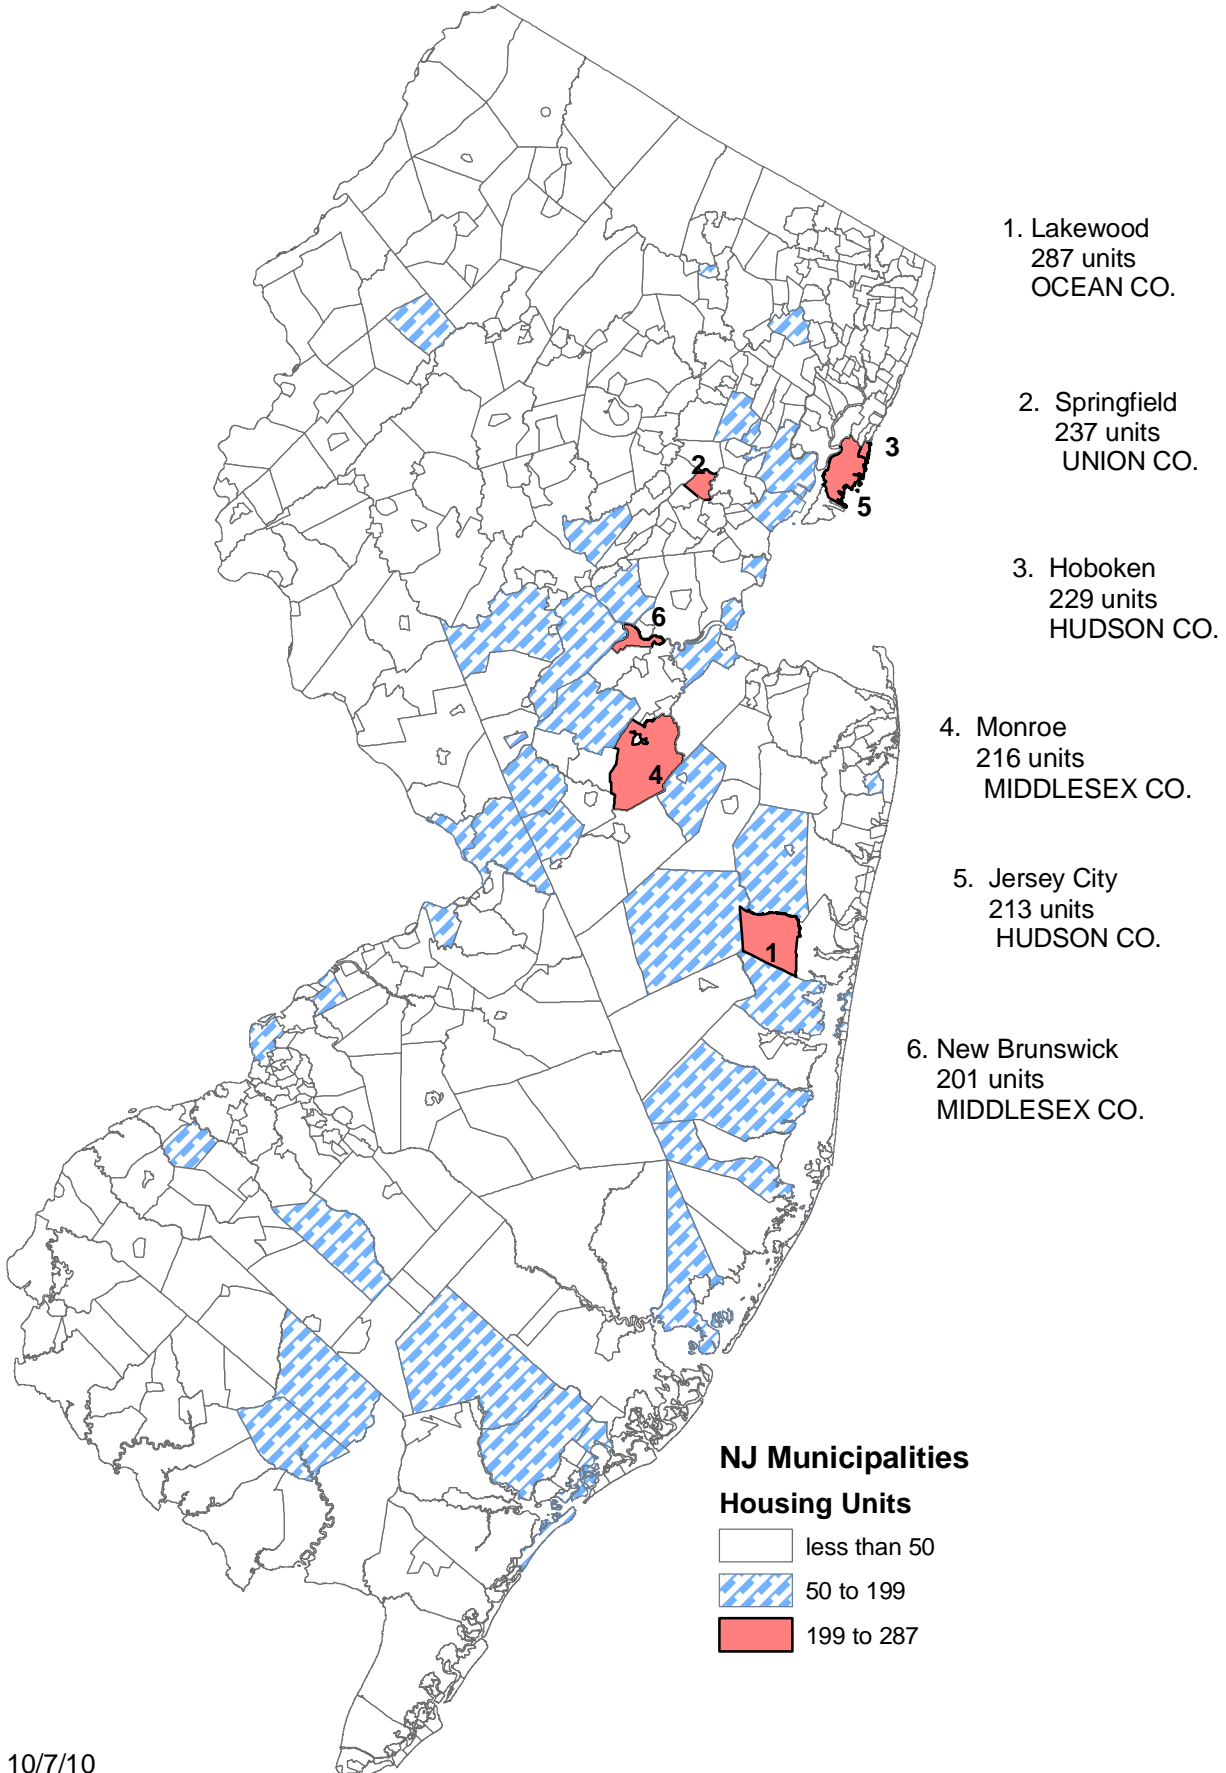 1. Lakewood
287 units
OCEAN CO.
2. Springfield
237 units
UNION CO.
3. Hoboken
229 units
HUDSON CO.
4. Monroe
216 units
MIDDLESEX CO.
5. Jersey City
213 units
HUDSON CO.
6. New Brunswick
201 units
MIDDLESEX CO.
3
2
5
6
4
1
NJ Municipalities
Housing Units
less than 50
50 to 199
199 to 287
10/7/10